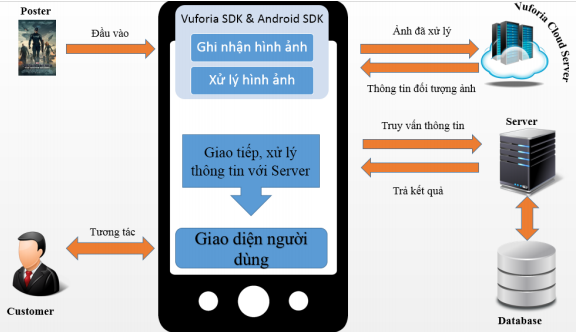 Poster
Đầu vào
Vuforia SDK & Android SDK
Ghi nhận hình ảnh
Xử lý hình ảnh
Ảnh đã xử lý
Thông tin đối tượng ảnh
Vuforia Cloud Server
Giao tiếp, xử lý
thông tin với Server
Truy vấn thông tin
Trả kết quả
Server
Tương tác
Giao diện người
dùng
Customer
Database